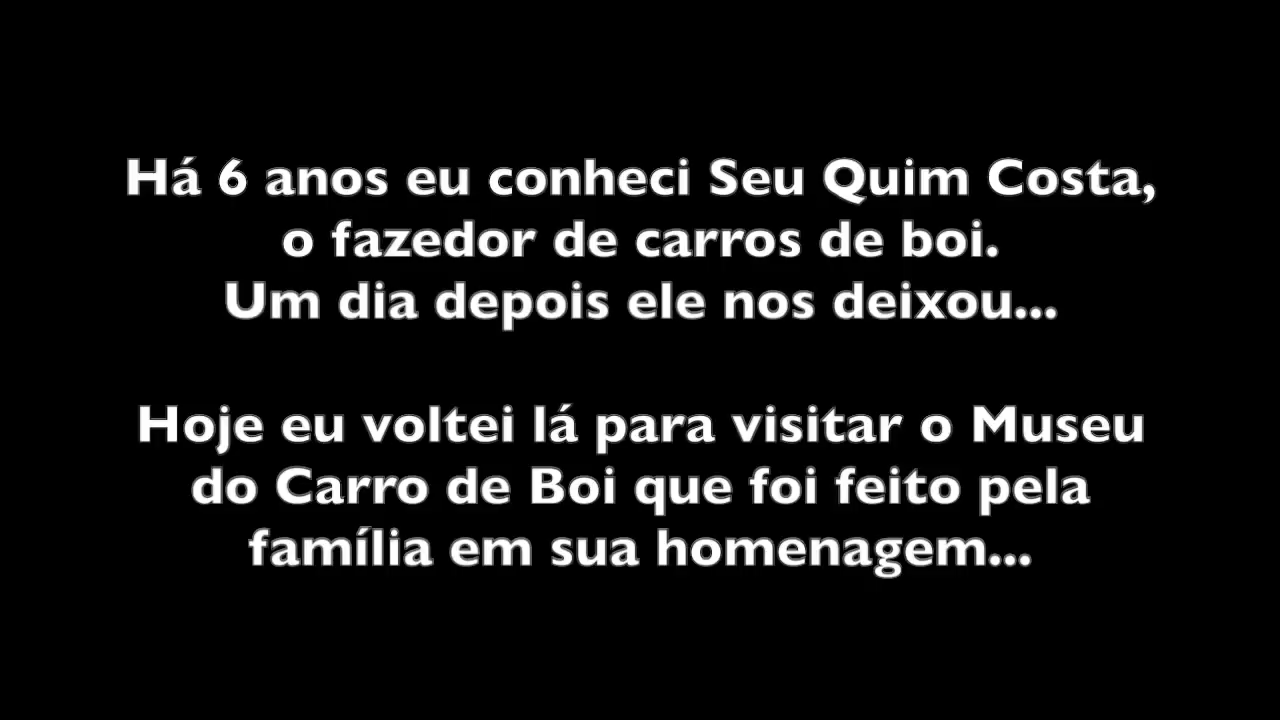 Há 6 anos eu conheci Seu Quim Costa,
o fazedor de carros de boi.
Um dia depois ele nos deixou...
Hoje eu voltei lá para visitar o Museu
do Carro de Boi que foi feito pela
família em sua homenagem...